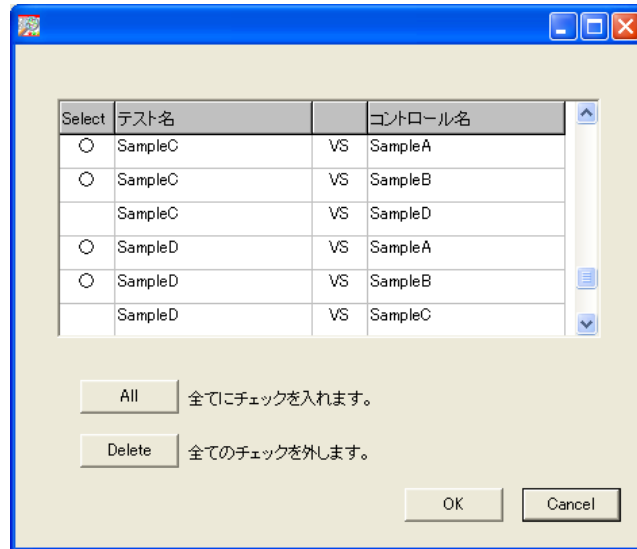 Select テスト名 コントロール名
○ SampleC VS SampleA
○ SampleC VS SampleB
SampleC VS SampleD
○ SampleD VS SampleA
○ SampleD VS SampleB
SampleD VS SampleC
All 全てにチェックを入れます。
Delete 全てのチェックを外します。
OK Cancel